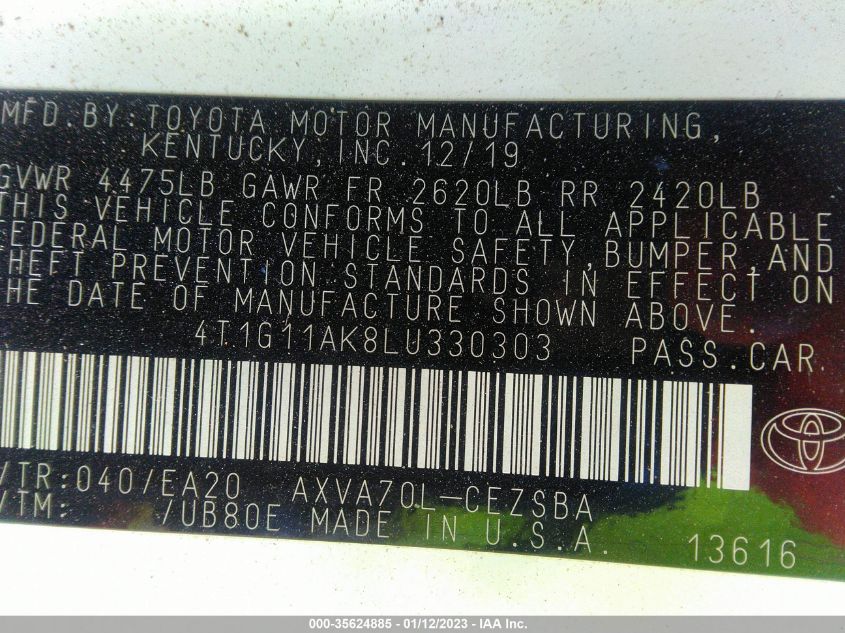 MFD.BY:TOYOTA MOTOR MANUFACTURING,
KENTUCKY,INC. 12/19
GVWR 4475LB GAWR FR 2620LB RR 2420LB
THIS VEHICLE CONFORMS TO ALL APPLICABLE
FEDERAL MOTOR VEHICLE SAFETY,BUMPER,AND
THEFT PREVENTION STANDARDS IN EFFECT ON
THE DATE OF MANUFACTURE SHOWN ABOVE.
4T1G11AK8LU330303 PASS.CAR
/TR:040/EA20 AXVA70L-CEZSBA
/TM: /UB80E MADE IN U.S.A. 13616
000-35624885 - 01/12/2023 - IAA Inc.